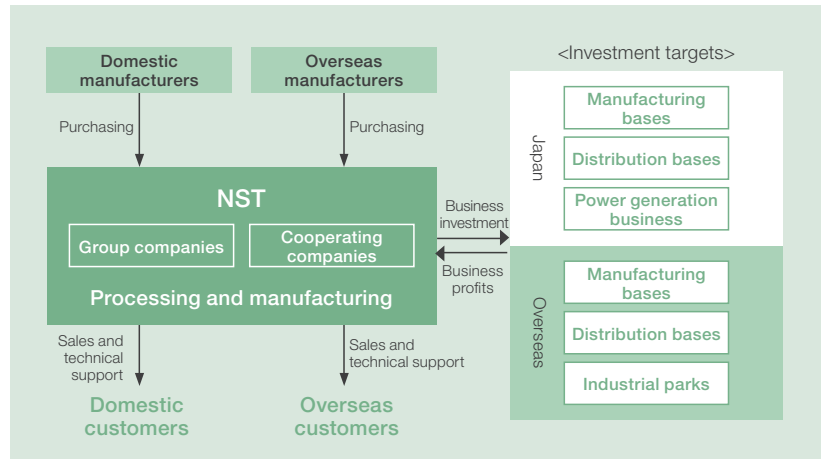 Domestic
manufacturers
Overseas
manufacturers
Purchasing
Purchasing
NST
Group companies
Cooperating
companies
Processing and manufacturing
Sales and
technical
support
Sales and
technical support
Domestic
customers
Overseas
customers
Business
investment
Business
profits
<Investment targets>
Japan
Manufacturing
bases
Distribution bases
Power generation
business
Overseas
Manufacturing
bases
Distribution bases
Industrial parks